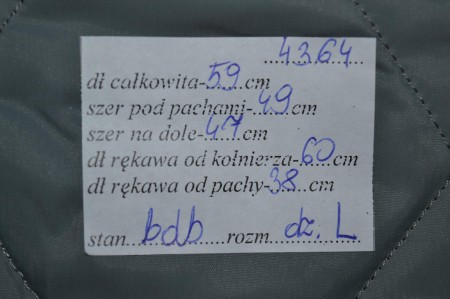 4364
dł całkowita-59 cm
szer pod pachami-49 cm
szer na dole-47 cm
dł rękawa od kołnierza-60 cm
dł rękawa od pachy-38 cm
stan bdb rozm dz. L